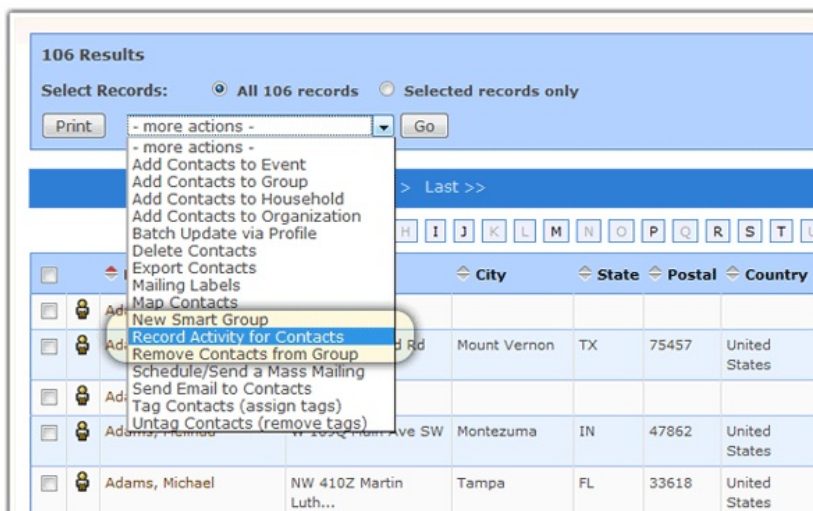 106 Results
Select Records: All 106 records Selected records only
Print - more actions - Go
- more actions -
Add Contacts to Event
Add Contacts to Group
Add Contacts to Household
Add Contacts to Organization
Batch Update via Profile
Delete Contacts
Export Contacts
Mailing Labels
Map Contacts
New Smart Group
Record Activity for Contacts
Remove Contacts from Group
Schedule/Send a Mass Mailing
Send Email to Contacts
Tag Contacts (assign tags)
Untag Contacts (remove tags)
> Last >>
H I J K L M N O P Q R S T
City State Postal Country
Rd Mount Vernon TX 75457 United
States
Adams, Ave SW Montezuma IN 47862 United
States
Adams, Michael NW 410Z Martin Tampa FL 33618 United
Luth... States